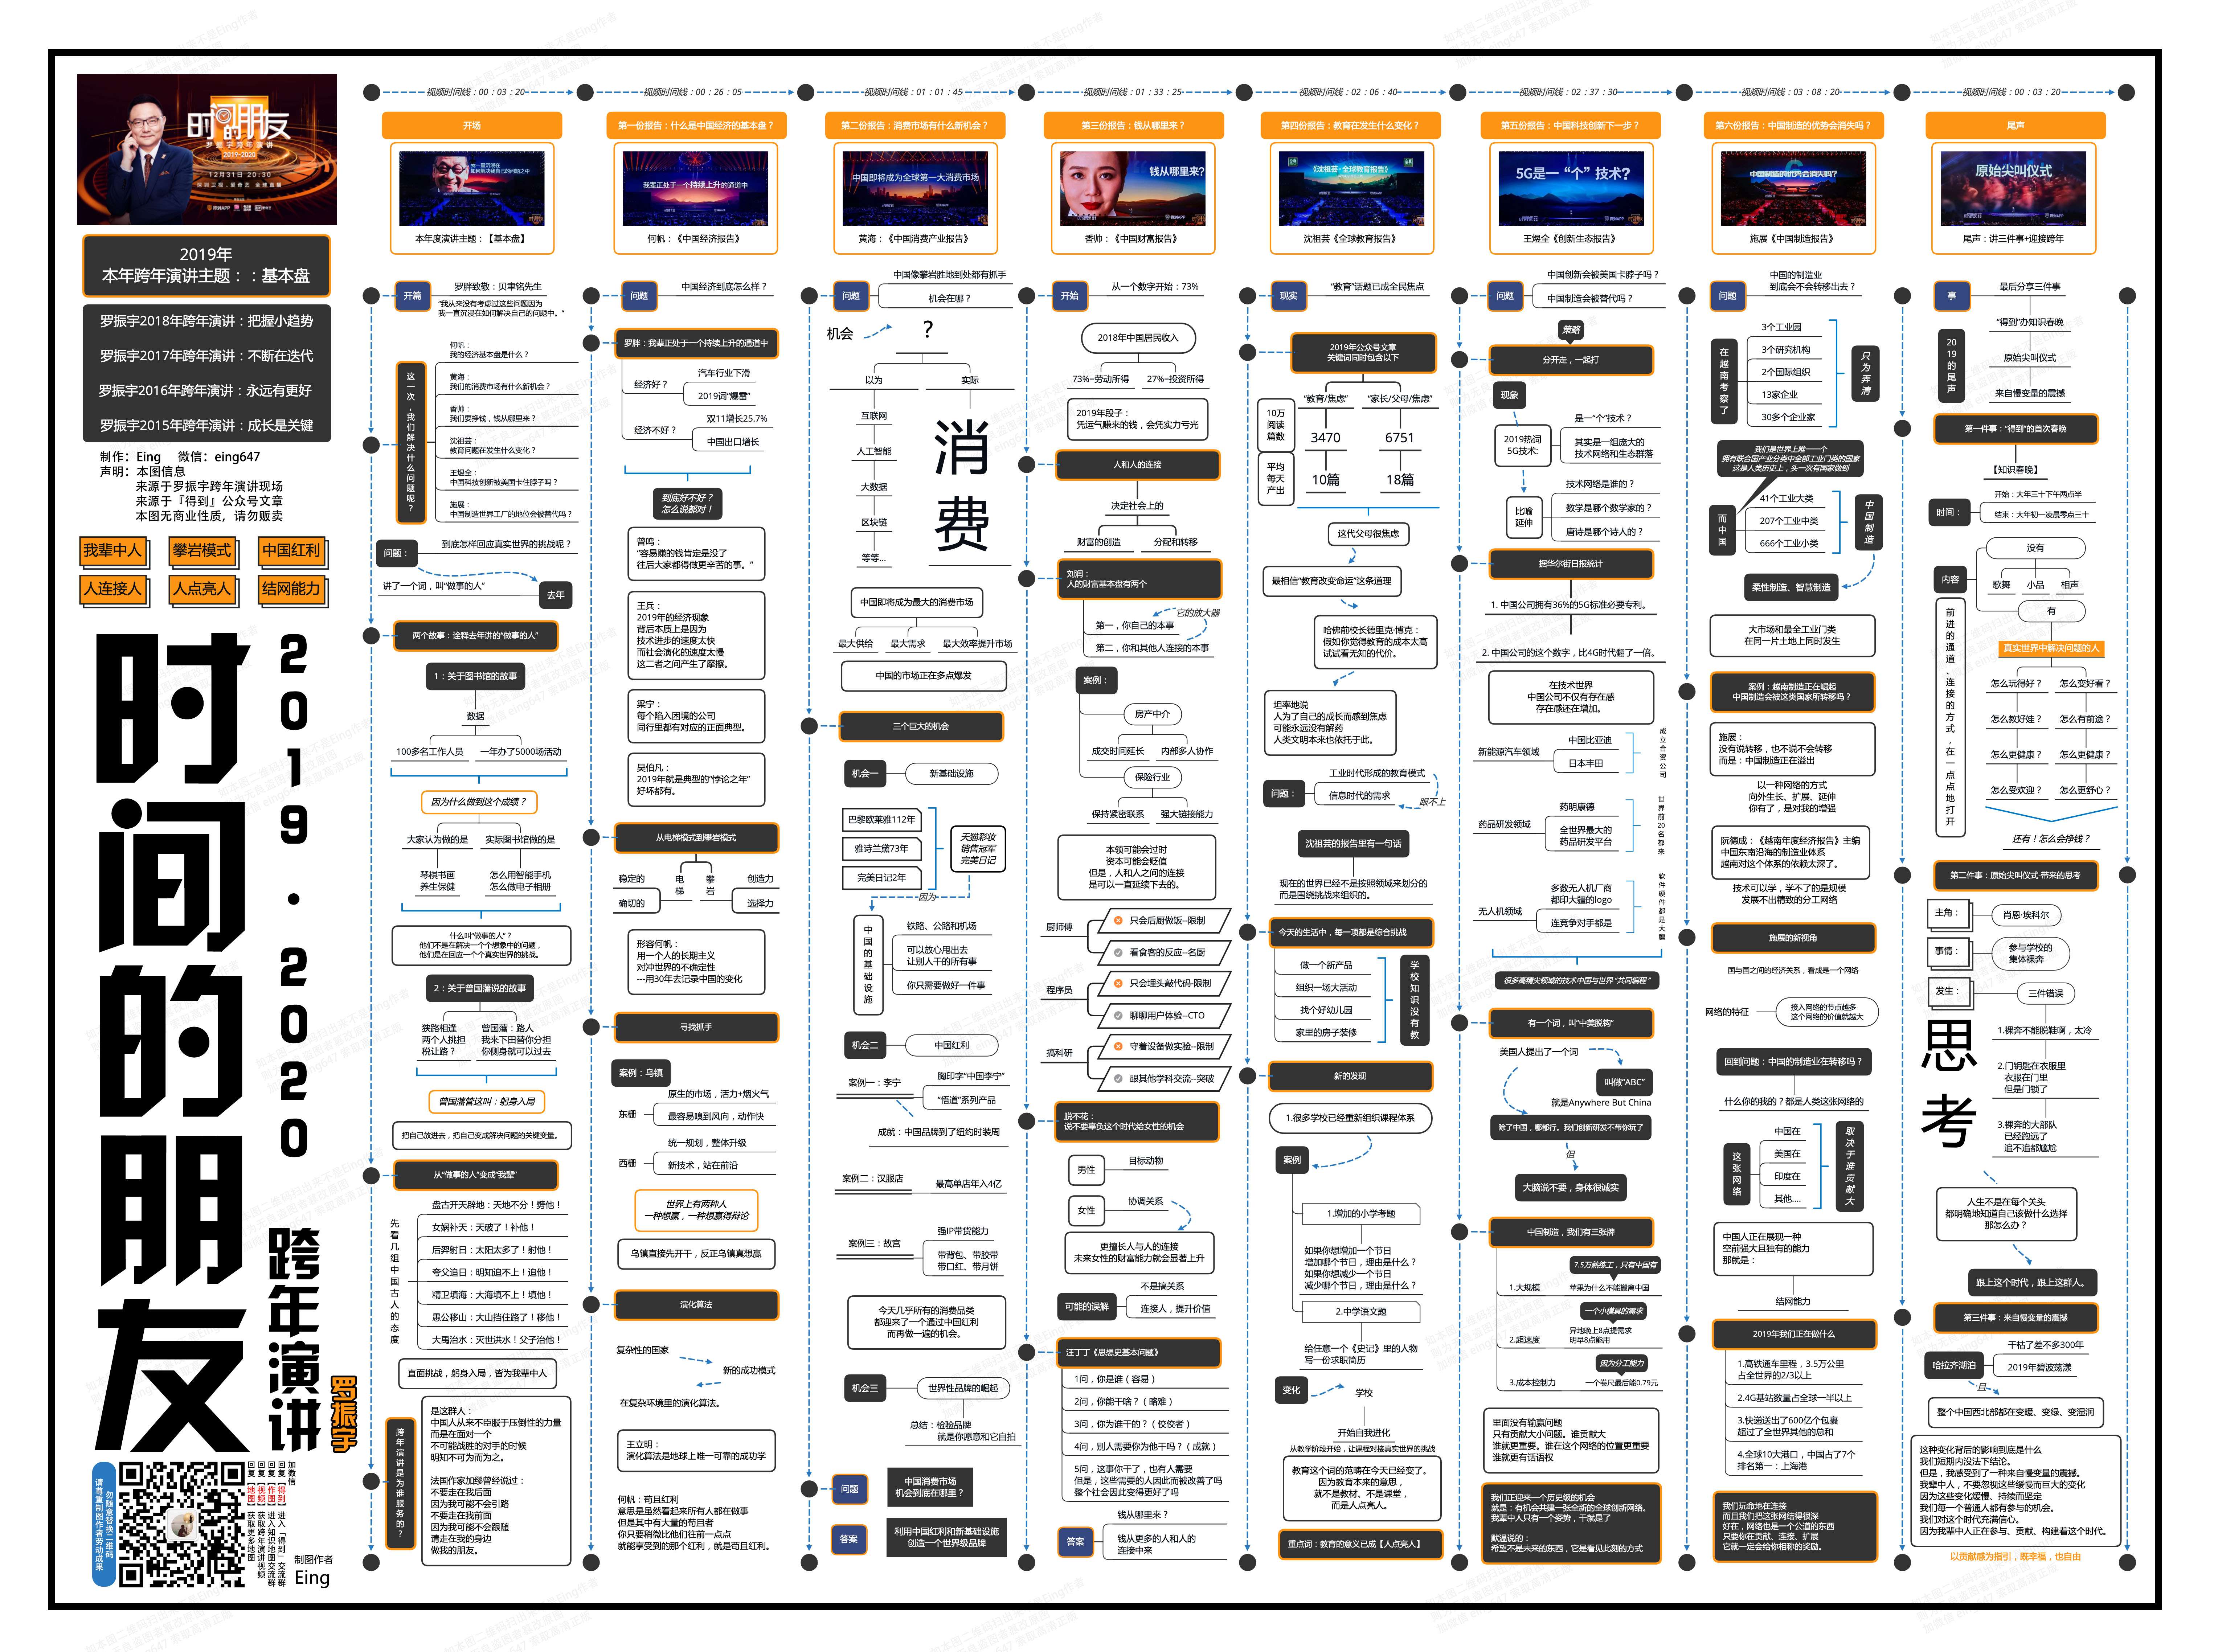 时间的朋友
罗振宇跨年演讲
2019-2020
12月31日 20:30
深圳卫视，爱奇艺 全球直播
2019年
本年跨年演讲主题：：基本盘
罗振宇2018年跨年演讲：把握小趋势
罗振宇2017年跨年演讲：不断在迭代
罗振宇2016年跨年演讲：永远有更好
罗振宇2015年跨年演讲：成长是关键
制作：Eing 微信：eing647
声明：本图信息
来源于罗振宇跨年演讲现场
来源于『得到』公众号文章
本图无商业性质，请勿贩卖
我辈中人 攀岩模式 中国红利
人连接人 人点亮人 结网能力
时间的朋友
2019·2020
跨年演讲
罗振宇
请尊重制图作者劳动成果
勿随意替换二维码
加微信
回复【得到】进入「得到」交流群
回复【作图】进入知识地图交流群
回复【视频】获取跨年演讲视频
回复【地图】获取更多地图
制图作者
Eing
视频时间线：00：03：20
开场
我一直沉浸在
如何解决我自己的问题之中
本年度演讲主题：【基本盘】
开篇
罗胖致敬：贝聿铭先生
“我从来没有考虑过这些问题因为
我一直沉浸在如何解决自己的问题中。”
这一次，我们解决什么问题呢？
何帆：
我的经济基本盘是什么？
黄海：
我们的消费市场有什么新机会？
香帅：
我们要挣钱，钱从哪里来？
沈祖芸：
教育问题在发生什么变化？
王煜全：
中国科技创新被美国卡住脖子吗？
施展：
中国制造世界工厂的地位会被替代吗？
问题：
到底怎样回应真实世界的挑战呢？
讲了一个词，叫“做事的人”
去年
两个故事：诠释去年讲的“做事的人”
1：关于图书馆的故事
数据
100多名工作人员 一年办了5000场活动
因为什么做到这个成绩？
大家认为做的是 实际图书馆做的是
琴棋书画
养生保健
怎么用智能手机
怎么做电子相册
什么叫“做事的人”？
他们不是在解决一个个想象中的问题，
他们是在回应一个个真实世界的挑战。
2：关于曾国藩说的故事
狭路相逢
两个人挑担
税让路？
曾国藩：路人
我来下田替你分担
你侧身就可以过去
曾国藩管这叫：躬身入局
把自己放进去，把自己变成解决问题的关键变量。
从“做事的人”变成“我辈”
先看几组中国古人的态度
盘古开天辟地：天地不分！劈他！
女娲补天：天破了！补他！
后羿射日：太阳太多了！射他！
夸父追日：明知追不上！追他！
精卫填海：大海填不上！填他！
愚公移山：大山挡住路了！移他！
大禹治水：灭世洪水！父子治他！
直面挑战，躬身入局，皆为我辈中人
跨年演讲是为谁服务的？
是这群人：
中国人从来不臣服于压倒性的力量
而是在面对一个
不可能战胜的对手的时候
明知不可为而为之。
法国作家加缪曾经说过：
不要走在我后面
因为我可能不会引路
不要走在我前面
因为我可能不会跟随
请走在我的身边
做我的朋友。
视频时间线：00：26：05
第一份报告：什么是中国经济的基本盘？
我辈正处于一个持续上升的通道中
何帆：《中国经济报告》
问题
中国经济到底怎么样？
罗胖：我辈正处于一个持续上升的通道中
经济好？
汽车行业下滑
2019词“爆雷”
经济不好？
双11增长25.7%
中国出口增长
到底好不好？
怎么说都对！
曾鸣：
“容易赚的钱肯定是没了
往后大家都得做更辛苦的事。”
王兵：
2019年的经济现象
背后本质上是因为
技术进步的速度太快
而社会演化的速度太慢
这二者之间产生了摩擦。
梁宁：
每个陷入困境的公司
同行里都有对应的正面典型。
吴伯凡：
2019年就是典型的“悖论之年”
好坏都有。
从电梯模式到攀岩模式
稳定的
确切的
电梯
攀岩
创造力
选择力
形容何帆：
用一个人的长期主义
对冲世界的不确定性
---用30年去记录中国的变化
寻找抓手
案例：乌镇
东栅
原生的市场，活力+烟火气
最容易嗅到风向，动作快
西栅
统一规划，整体升级
新技术，站在前沿
世界上有两种人
一种想赢，一种想赢得辩论
乌镇直接先开干，反正乌镇真想赢
演化算法
复杂性的国家
新的成功模式
在复杂环境里的演化算法。
王立明：
演化算法是地球上唯一可靠的成功学
何帆：苟且红利
意思是虽然看起来所有人都在做事
但是其中有大量的苟且者
你只要稍微比他们往前一点点
就能享受到的那个红利，就是苟且红利。
视频时间线：01：01：45
第二份报告：消费市场有什么新机会？
中国即将成为全球第一大消费市场
黄海：《中国消费产业报告》
问题
中国像攀岩胜地到处都有抓手
机会在哪？
机会
？
以为 实际
互联网
人工智能
大数据
区块链
等等...
消费
中国即将成为最大的消费市场
最大供给 最大需求 最大效率提升市场
中国的市场正在多点爆发
三个巨大的机会
机会一 新基础设施
巴黎欧莱雅112年
雅诗兰黛73年
完美日记2年
天猫彩妆
销售冠军
完美日记
因为
中国的基础设施
铁路、公路和机场
可以放心甩出去
让别人干的所有事
你只需要做好一件事
机会二 中国红利
案例一：李宁
胸印字“中国李宁”
“悟道”系列产品
成就：中国品牌到了纽约时装周
案例二：汉服店
最高单店年入4亿
案例三：故宫
强IP带货能力
带背包、带胶带
带口红、带月饼
今天几乎所有的消费品类
都迎来了一个通过中国红利
而再做一遍的机会。
机会三 世界性品牌的崛起
总结：检验品牌
就是你愿意和它自拍
问题
中国消费市场
机会到底在哪里？
答案
利用中国红利和新基础设施
创造一个世界级品牌
视频时间线：01：33：25
第三份报告：钱从哪里来？
钱从哪里来？
香帅：《中国财富报告》
开始
从一个数字开始：73%
2018年中国居民收入
73%=劳动所得 27%=投资所得
2019年段子：
凭运气赚来的钱，会凭实力亏光
人和人的连接
决定社会上的
财富的创造 分配和转移
刘润：
人的财富基本盘有两个
它的放大器
第一，你自己的本事
第二，你和其他人连接的本事
案例：
房产中介
成交时间延长 内部多人协作
保险行业
保持紧密联系 强大链接能力
本领可能会过时
资本可能会贬值
但是，人和人之间的连接
是可以一直延续下去的。
厨师傅
只会后厨做饭--限制
看食客的反应--名厨
程序员
只会埋头敲代码-限制
聊聊用户体验--CTO
搞科研
守着设备做实验--限制
跟其他学科交流--突破
脱不花：
说不要辜负这个时代给女性的机会
男性 目标动物
女性 协调关系
更擅长人与人的连接
未来女性的财富能力就会显著上升
可能的误解
不是搞关系
连接人，提升价值
汪丁丁《思想史基本问题》
1问，你是谁（容易）
2问，你能干啥？（略难）
3问，你为谁干的？（佼佼者）
4问，别人需要你为他干吗？（成就）
5问，这事你干了，也有人需要
但是，这些需要的人因此而被改善了吗
整个社会因此变得更好了吗
答案
钱从哪里来？
钱从更多的人和人的
连接中来
视频时间线：02：06：40
第四份报告：教育在发生什么变化？
《沈祖芸·全球教育报告》
沈祖芸《全球教育报告》
现实
“教育”话题已成全民焦点
2019年公众号文章
关键词同时包含以下
“教育/焦虑” “家长/父母/焦虑”
10万
阅读
篇数
3470 6751
平均
每天
产出
10篇 18篇
这代父母很焦虑
最相信“教育改变命运”这条道理
哈佛前校长德里克·博克：
假如你觉得教育的成本太高
试试看无知的代价。
坦率地说
人为了自己的成长而感到焦虑
可能永远没有解药
人类文明本来也依托于此。
问题：
工业时代形成的教育模式
信息时代的需求
跟不上
沈祖芸的报告里有一句话
现在的世界已经不是按照领域来划分的
而是围绕挑战来组织的。
今天的生活中，每一项都是综合挑战
做一个新产品
组织一场大活动
找个好幼儿园
家里的房子装修
学校知识没有教
新的发现
1.很多学校已经重新组织课程体系
案例
1.增加的小学考题
如果你想增加一个节日
增加哪个节日，理由是什么？
如果你想减少一个节日
减少哪个节日，理由是什么？
2.中学语文题
给任意一个《史记》里的人物
写一份求职简历
变化
学校
开始自我进化
从教学阶段开始，让课程对接真实世界的挑战
教育这个词的范畴在今天已经变了。
因为教育本来的意思，
就不是教材、不是课堂，
而是人点亮人。
重点词：教育的意义已成【人点亮人】
视频时间线：02：37：30
第五份报告：中国科技创新下一步？
5G是一“个”技术？
王煜全《创新生态报告》
问题
中国创新会被美国卡脖子吗？
中国制造会被替代吗？
策略
分开走，一起打
现象
2019热词
5G技术:
是一“个”技术？
其实是一组庞大的
技术网络和生态群落
比喻
延伸
技术网络是谁的？
数学是哪个数学家的？
唐诗是哪个诗人的？
据华尔街日报统计
1. 中国公司拥有36%的5G标准必要专利。
2. 中国公司的这个数字，比4G时代翻了一倍。
在技术世界
中国公司不仅有存在感
存在感还在增加。
新能源汽车领域
中国比亚迪
日本丰田
成立合资公司
药品研发领域
药明康德
全世界最大的
药品研发平台
世界前20名都来
无人机领域
多数无人机厂商
都印大疆的logo
连竞争对手都是
软件硬件都是大疆
很多高精尖领域的技术中国与世界“共同编程”
有一个词，叫“中美脱钩”
美国人提出了一个词
叫做“ABC”
就是Anywhere But China
除了中国，哪都行。我们创新研发不带你玩了
但
大脑说不要，身体很诚实
中国制造，我们有三张牌
7.5万熟练工，只有中国有
1.大规模 苹果为什么不能搬离中国
一个小模具的需求
2.超速度
异地晚上8点提需求
明早8点能用
因为分工能力
3.成本控制力 一个卷尺最后能0.79元
里面没有输赢问题
只有贡献大小问题。谁贡献大
谁就更重要。谁在这个网络的位置更重要
谁就更有话语权
我们正迎来一个历史级的机会
就是：有机会共建一张全新的全球创新网络。
我辈中人只有一个姿势，干就是了
默温说的：
希望不是未来的东西，它是看见此刻的方式
视频时间线：03：08：20
第六份报告：中国制造的优势会消失吗？
中国制造的优势会消失吗？
施展《中国制造报告》
问题
中国的制造业
到底会不会转移出去？
在越南考察了
3个工业园
3个研究机构
2个国际组织
13家企业
30多个企业家
只为弄清
我们是世界上唯一一个
拥有联合国产业分类中全部工业门类的国家
这是人类历史上，头一次有国家做到
而中国
41个工业大类
207个工业中类
666个工业小类
中国制造
柔性制造、智慧制造
大市场和最全工业门类
在同一片土地上同时发生
案例：越南制造正在崛起
中国制造会被这类国家所转移吗？
施展：
没有说转移，也不说不会转移
而是：中国制造正在溢出
以一种网络的方式
向外生长、扩展、延伸
你有了，是对我的增强
阮德成：《越南年度经济报告》主编
中国东南沿海的制造业体系
越南对这个体系的依赖太深了。
技术可以学，学不了的是规模
发展不出精致的分工网络
施展的新视角
国与国之间的经济关系，看成是一个网络
网络的特征
接入网络的节点越多
这个网络的价值就越大
回到问题：中国的制造业在转移吗？
什么你的我的？都是人类这张网络的
这张网络
中国在
美国在
印度在
其他....
取决于谁贡献大
中国人正在展现一种
空前强大且独有的能力
那就是：
结网能力
2019年我们正在做什么
1.高铁通车里程，3.5万公里
占全世界的2/3以上
2.4G基站数量占全球一半以上
3.快递送出了600亿个包裹
超过了全世界其他的总和
4.全球10大港口，中国占了7个
排名第一：上海港
我们玩命地在连接
而且我们把这张网结得很深
好在，网络也是一个公道的东西
只要你在贡献、连接、扩展
它就一定会给你相称的奖励。
视频时间线：00：03：20
尾声
原始尖叫仪式
尾声：讲三件事+迎接跨年
事
最后分享三件事
2019的尾声
“得到”办知识春晚
原始尖叫仪式
来自慢变量的震撼
第一件事：“得到”的首次春晚
【知识春晚】
时间：
开始：大年三十下午两点半
结束：大年初一凌晨零点三十
内容
没有
歌舞 小品 相声
有
真实世界中解决问题的人
前进的通道、连接的方式，在一点点地打开
怎么玩得好？ 怎么变好看？
怎么教好娃？ 怎么有前途？
怎么更健康？ 怎么更健康？
怎么受欢迎？ 怎么更舒心？
还有！怎么会挣钱？
第二件事：原始尖叫仪式-带来的思考
主角： 肖恩·埃科尔
事情：
参与学校的
集体裸奔
发生： 三件错误
思考
1.裸奔不能脱鞋啊，太冷
2.门钥匙在衣服里
衣服在门里
但是门锁了
3.裸奔的大部队
已经跑远了
追不追都尴尬
人生不是在每个关头
都明确地知道自己该做什么选择
那怎么办？
跟上这个时代，跟上这群人。
第三件事：来自慢变量的震撼
哈拉齐湖泊
干枯了差不多300年
2019年碧波荡漾
且
整个中国西北部都在变暖、变绿、变湿润
这种变化背后的影响到底是什么
我们短期内没法下结论。
但是，我感受到了一种来自慢变量的震撼。
我辈中人，不要忽视这些缓慢而巨大的变化
因为这些变化缓慢、持续而坚定
我们每一个普通人都有参与的机会。
我们对这个时代充满信心。
因为我辈中人正在参与、贡献、构建着这个时代。
以贡献感为指引，既幸福，也自由